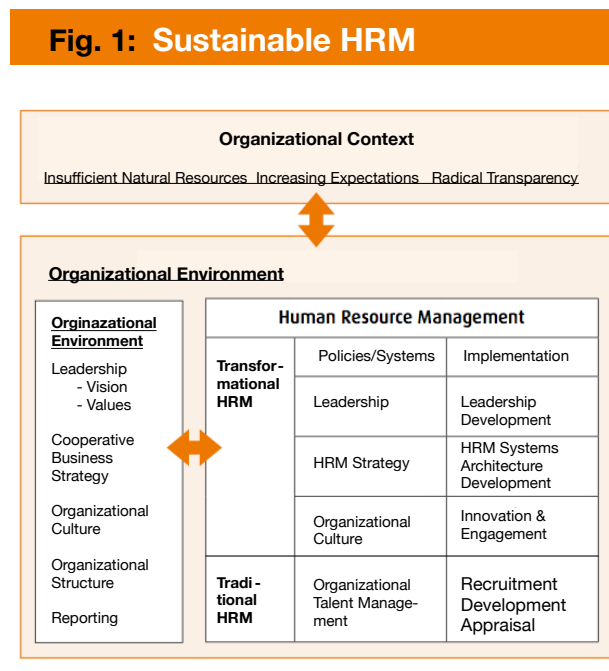 Fig. 1: Sustainable HRM
Organizational Context
Insufficient Natural Resources Increasing Expectations Radical Transparency
Organizational Environment
Orginazational
Environment
Leadership
- Vision
- Values
Cooperative
Business
Strategy
Organizational
Culture
Organizational
Structure
Reporting
Human Resource Management
Transfor-
mational
HRM
Policies/Systems
Implementation
Leadership
Leadership
Development
HRM Strategy
HRM Systems
Architecture
Development
Organizational
Culture
Innovation &
Engagement
Tradi-
tional
HRM
Organizational
Talent Manage-
ment
Recruitment
Development
Appraisal